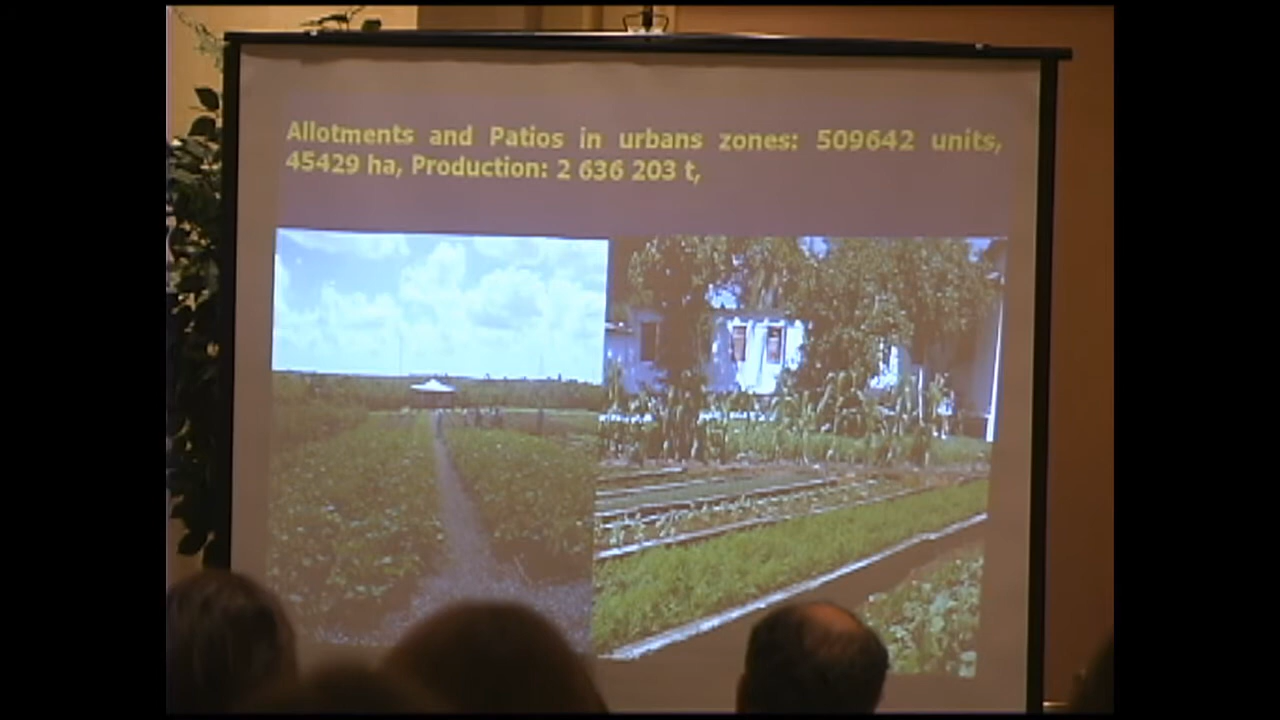 Allotments and Patios in urbans zones: 509642 units,
45429 ha, Production: 2 636 203 t,